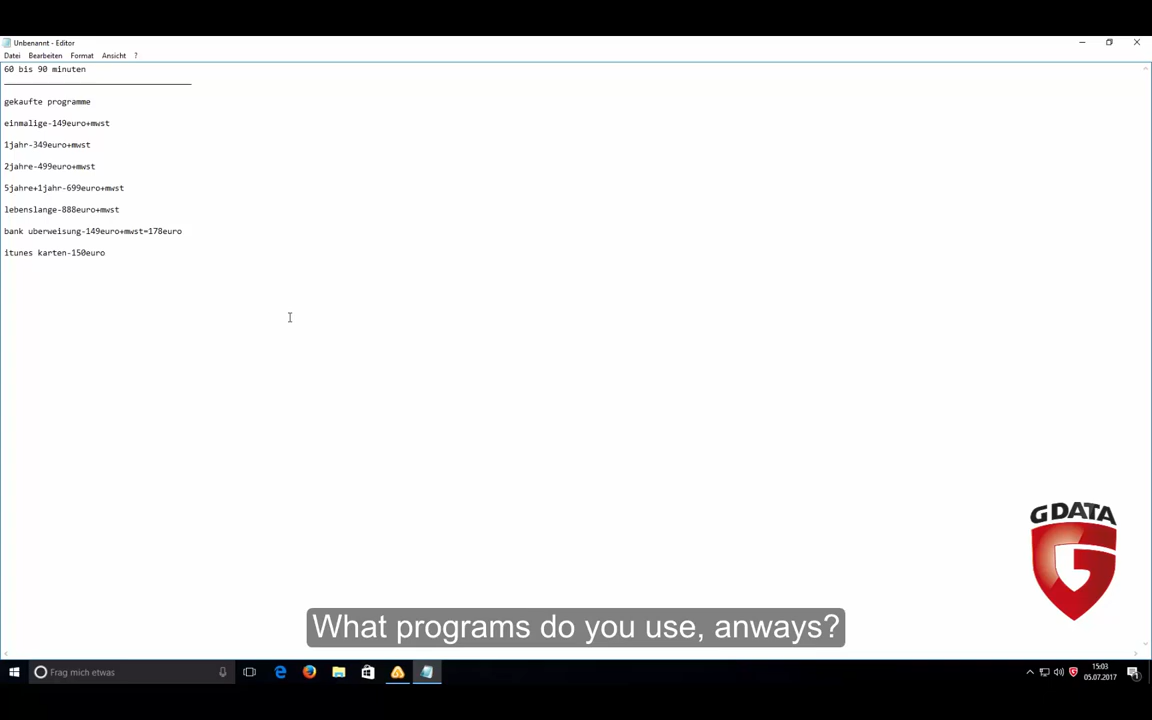 Unbenannt - Editor
Datei Bearbeiten Format Ansicht ?
60 bis 90 minuten
gekaufte programme
einmalige-149euro+mwst
1jahr-349euro+mwst
2jahre-499euro+mwst
5jahre+1jahr-699euro+mwst
lebenslange-888euro+mwst
bank uberweisung-149euro+mwst=178euro
itunes karten-150euro
G DATA
G
What programs do you use, anways?
Frag mich etwas
15:03
05.07.2017
1